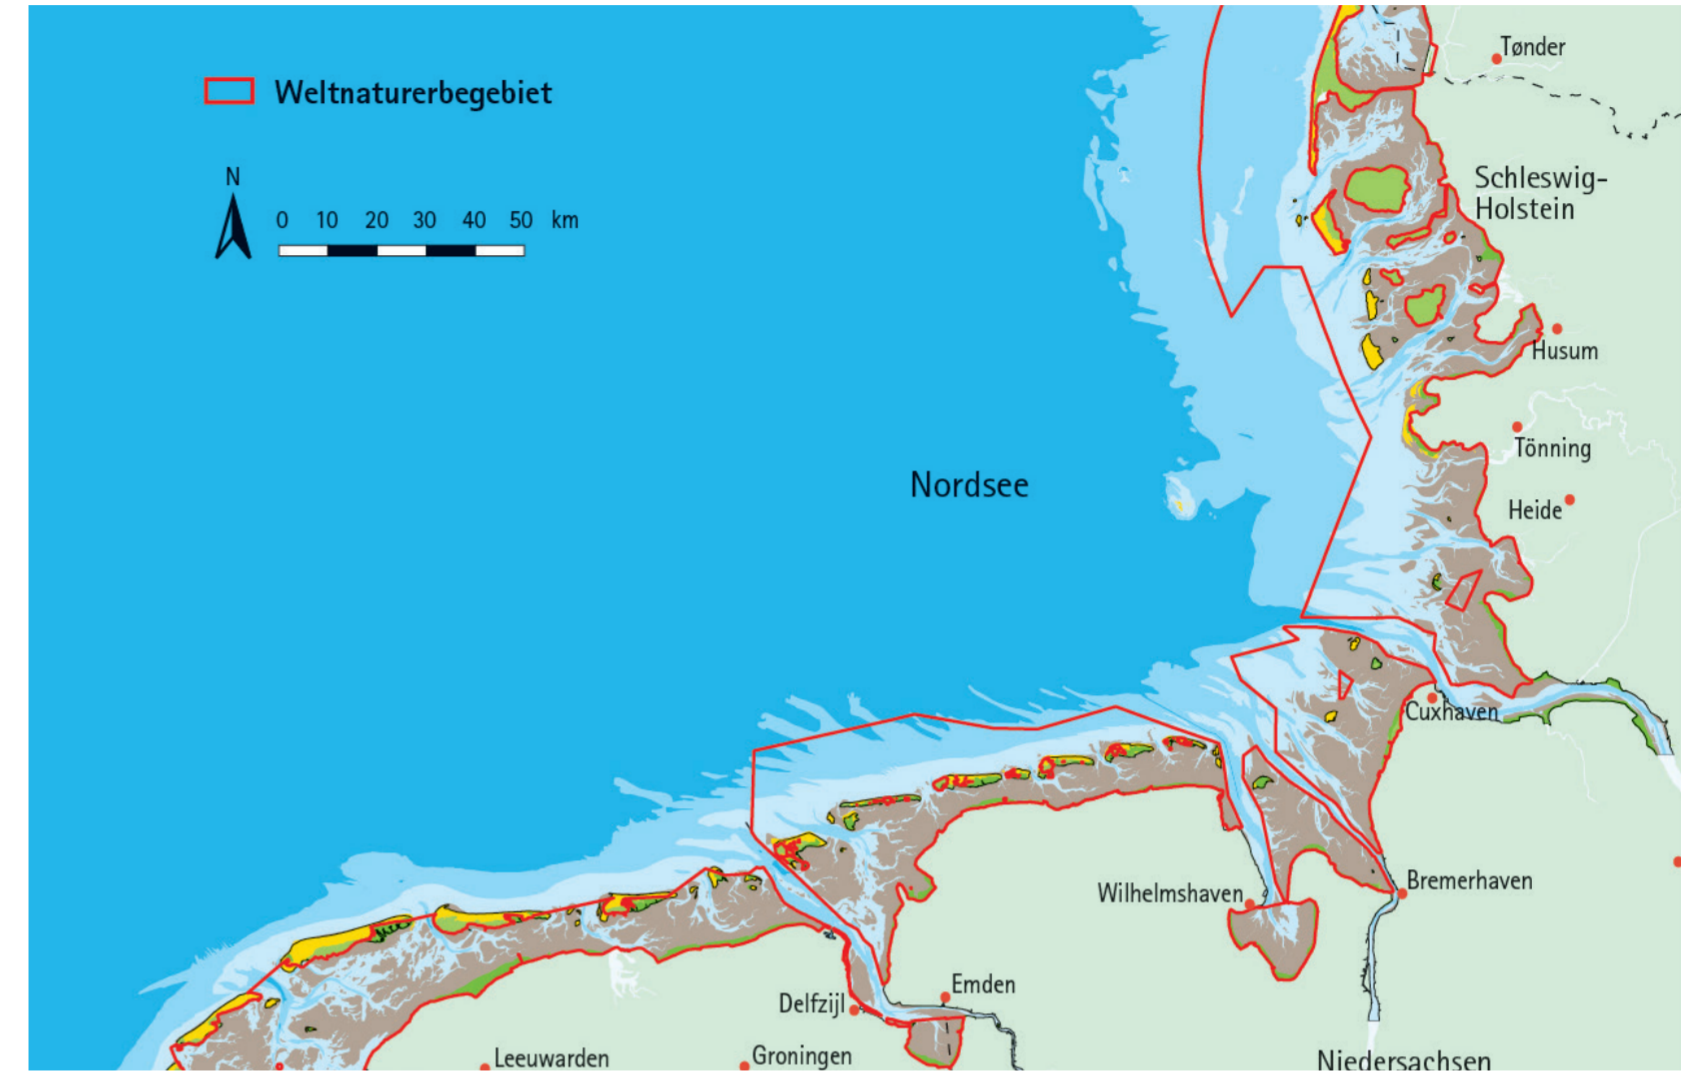 Tønder
Weltnaturerbegebiet
N
0 10 20 30 40 50 km
Schleswig-
Holstein
Husum
Tönning
Nordsee
Heide
Cuxhaven
Wilhelmshaven
Bremerhaven
Emden
Delfzijl
Leeuwarden
Groningen
Niedersachsen